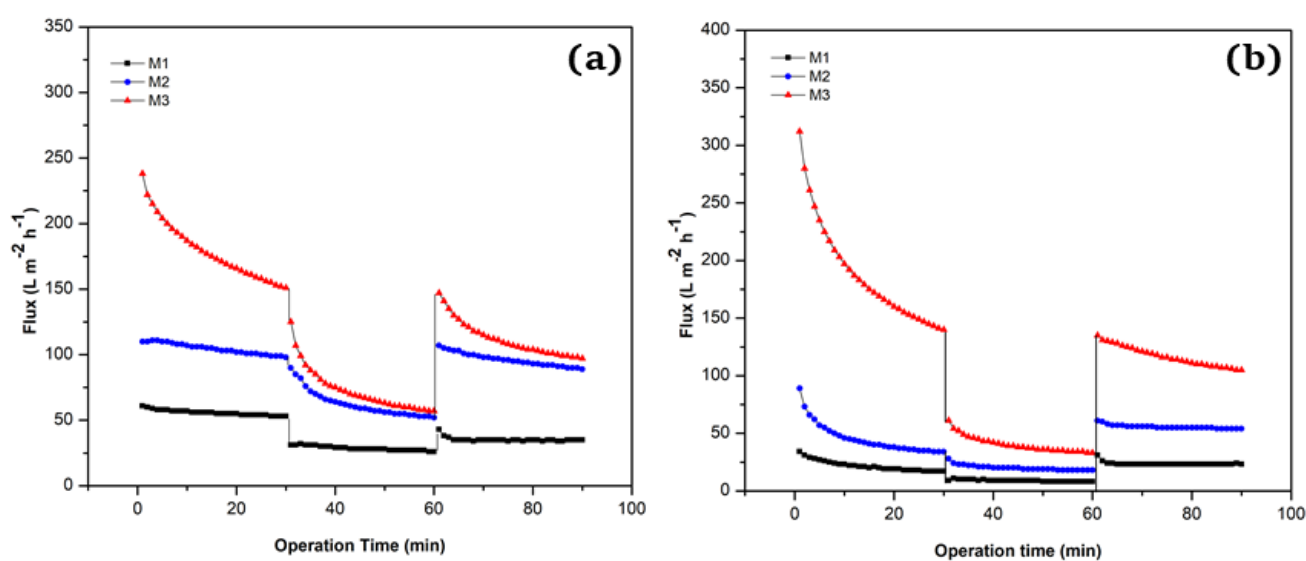 (a)
M1
M2
M3
350
300
250
200
150
100
50
0
Flux (L m⁻² h⁻¹)
0 20 40 60 80 100
Operation Time (min)
(b)
M1
M2
M3
400
350
300
250
200
150
100
50
0
Flux (L m⁻² h⁻¹)
0 20 40 60 80 100
Operation time (min)